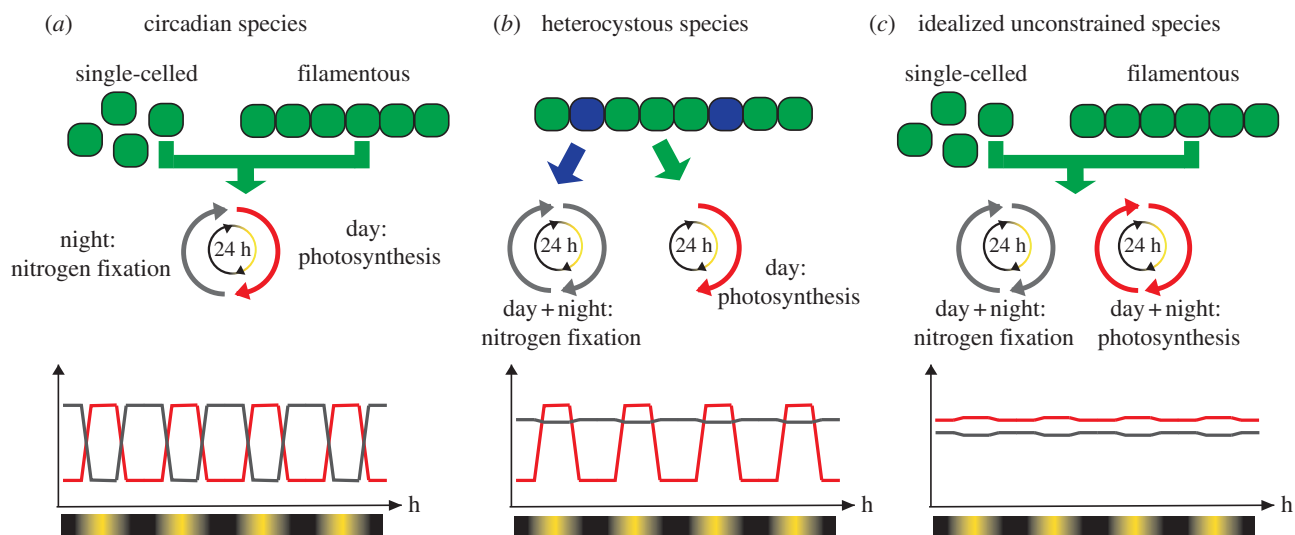 (a) circadian species
single-celled filamentous
night:
nitrogen fixation
24 h
day:
photosynthesis
h
(b) heterocystous species
24 h
24 h
day + night:
nitrogen fixation
day:
photosynthesis
h
(c) idealized unconstrained species
single-celled filamentous
24 h
24 h
day + night:
nitrogen fixation
day + night:
photosynthesis
h